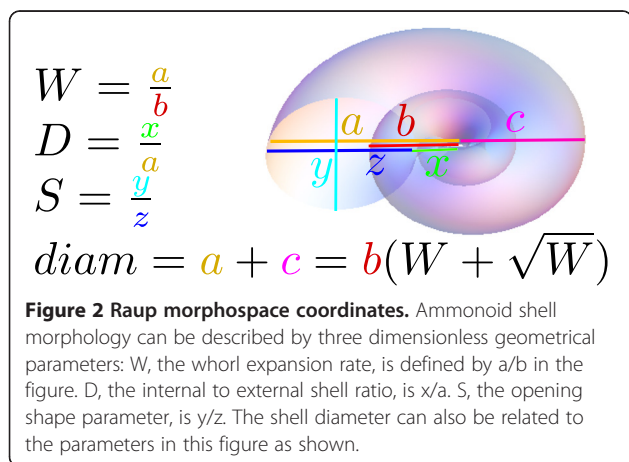 W = a/b
D = x/a
S = y/z
a b c
y z x
diam = a + c = b(W + √W)
Figure 2 Raup morphospace coordinates. Ammonoid shell
morphology can be described by three dimensionless geometrical
parameters: W, the whorl expansion rate, is defined by a/b in the
figure. D, the internal to external shell ratio, is x/a. S, the opening
shape parameter, is y/z. The shell diameter can also be related to
the parameters in this figure as shown.